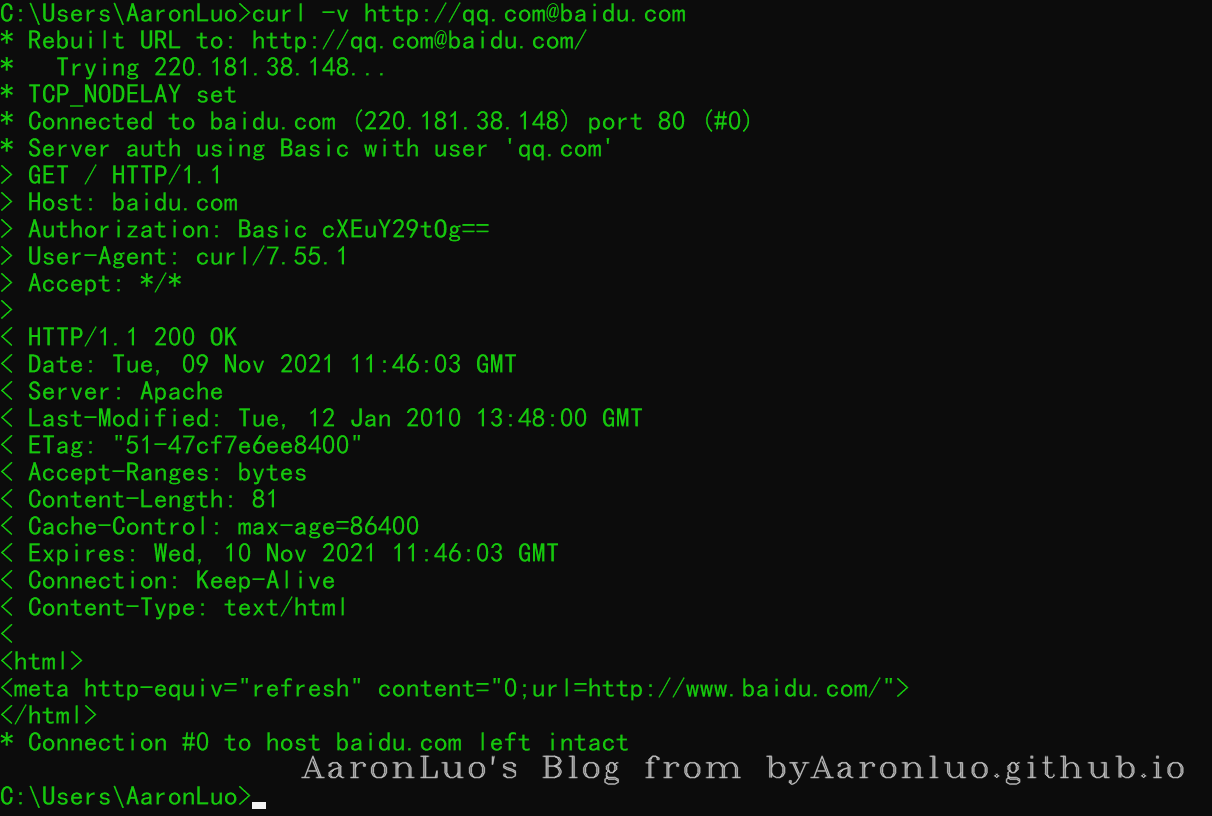 C:\Users\AaronLuo>curl -v http://qq.com@baidu.com
* Rebuilt URL to: http://qq.com@baidu.com/
*   Trying 220.181.38.148...
* TCP_NODELAY set
* Connected to baidu.com (220.181.38.148) port 80 (#0)
* Server auth using Basic with user 'qq.com'
> GET / HTTP/1.1
> Host: baidu.com
> Authorization: Basic cXEuY29tOg==
> User-Agent: curl/7.55.1
> Accept: */*
>
< HTTP/1.1 200 OK
< Date: Tue, 09 Nov 2021 11:46:03 GMT
< Server: Apache
< Last-Modified: Tue, 12 Jan 2010 13:48:00 GMT
< ETag: "51-47cf7e6ee8400"
< Accept-Ranges: bytes
< Content-Length: 81
< Cache-Control: max-age=86400
< Expires: Wed, 10 Nov 2021 11:46:03 GMT
< Connection: Keep-Alive
< Content-Type: text/html
<
<html>
<meta http-equiv="refresh" content="0;url=http://www.baidu.com/">
</html>
* Connection #0 to host baidu.com left intact
AaronLuo's Blog from byAaronluo.github.io
C:\Users\AaronLuo>